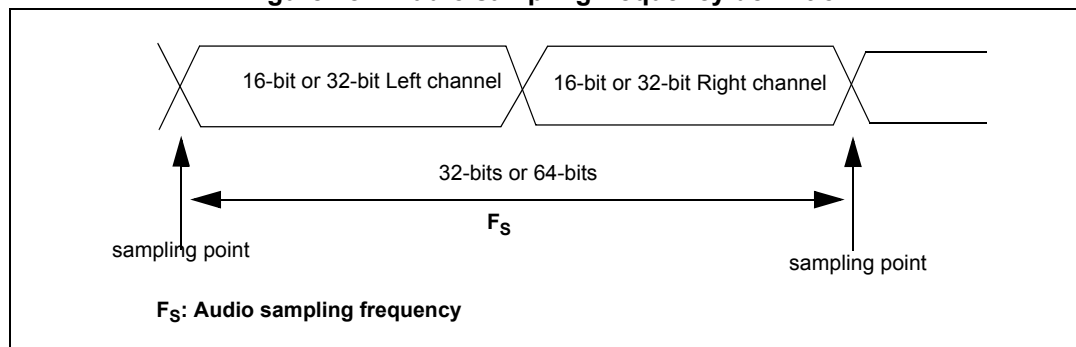 16-bit or 32-bit Left channel
16-bit or 32-bit Right channel
32-bits or 64-bits
FS
sampling point
sampling point
FS: Audio sampling frequency